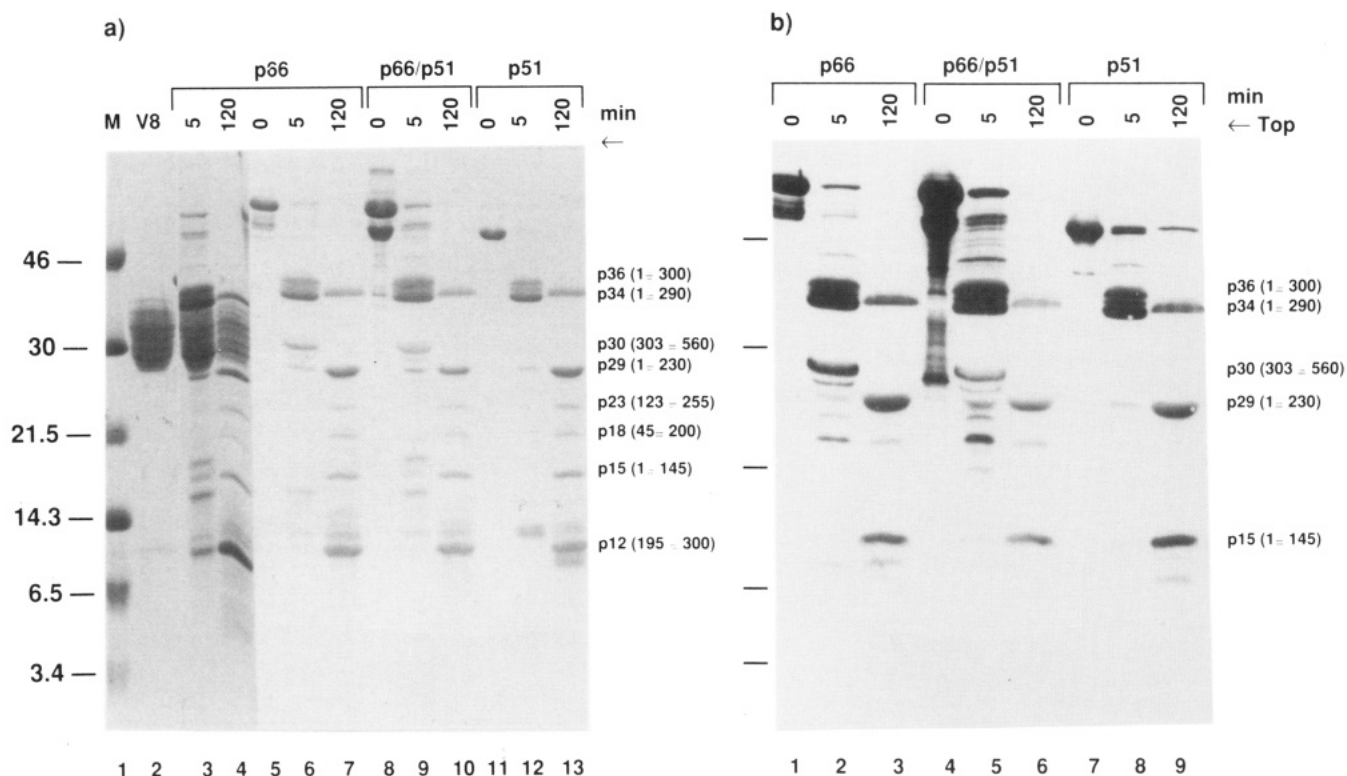 a)
p66 p66/p51 p51
M V8 5 120 0 5 120 0 5 120 0 5 120 min
←
46 —
30 —
21.5 —
14.3 —
6.5 —
3.4 —
p36 (1 - 300)
p34 (1 - 290)
p30 (303 - 560)
p29 (1 - 230)
p23 (123 - 255)
p18 (45 - 200)
p15 (1 - 145)
p12 (195 - 300)
1 2 3 4 5 6 7 8 9 10 11 12 13
b)
p66 p66/p51 p51
0 5 120 0 5 120 0 5 120 min
← Top
p36 (1 - 300)
p34 (1 - 290)
p30 (303 - 560)
p29 (1 - 230)
p15 (1 - 145)
1 2 3 4 5 6 7 8 9